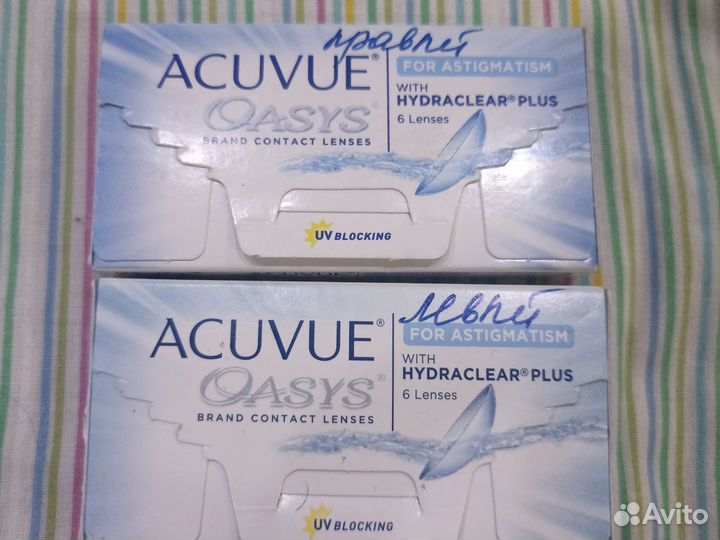 правый
ACUVUE®
FOR ASTIGMATISM
OASYS®
WITH
HYDRACLEAR® PLUS
BRAND CONTACT LENSES
6 Lenses
UV BLOCKING
левый
ACUVUE®
FOR ASTIGMATISM
OASYS®
WITH
HYDRACLEAR® PLUS
BRAND CONTACT LENSES
6 Lenses
UV BLOCKING
Avito